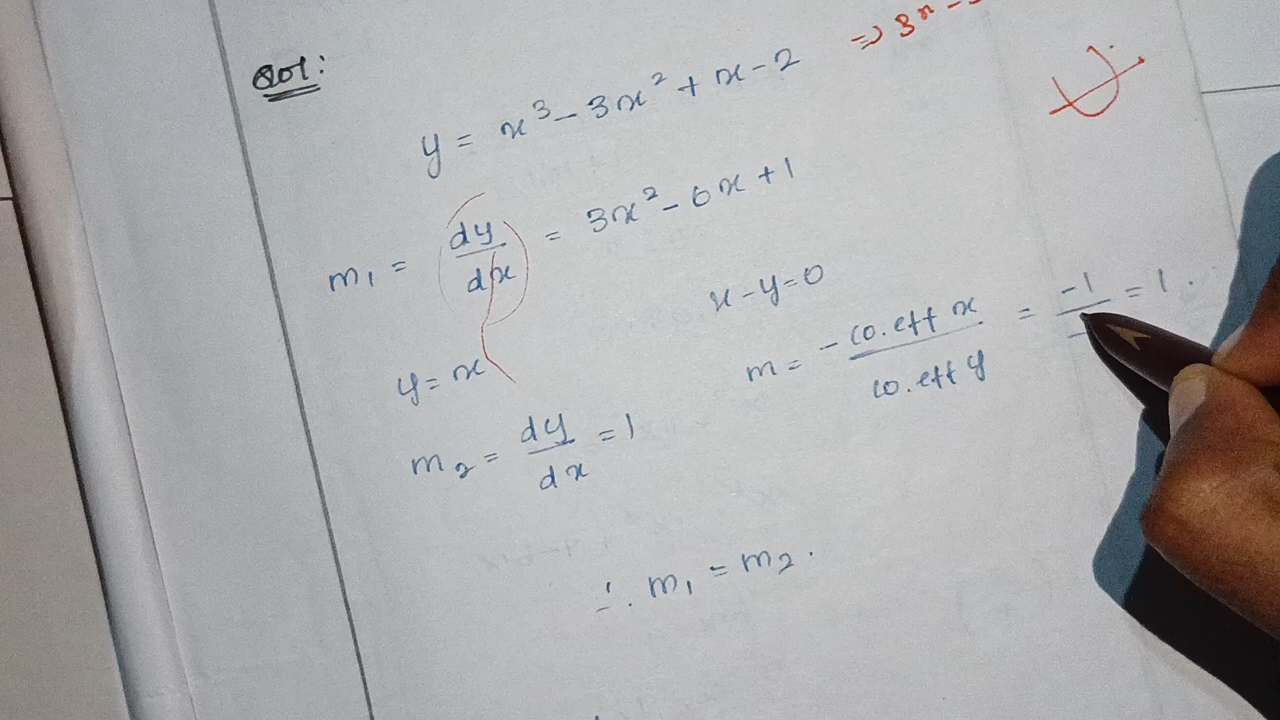 Sol:
y = x³ - 3x² + x - 2
⇒ 3x -
m₁ = (dy/dx) = 3x² - 6x + 1
x - y = 0
m = - co.eff x / co.eff y = -1/- = 1.
y = x
m₂ = dy/dx = 1
∴ m₁ = m₂.